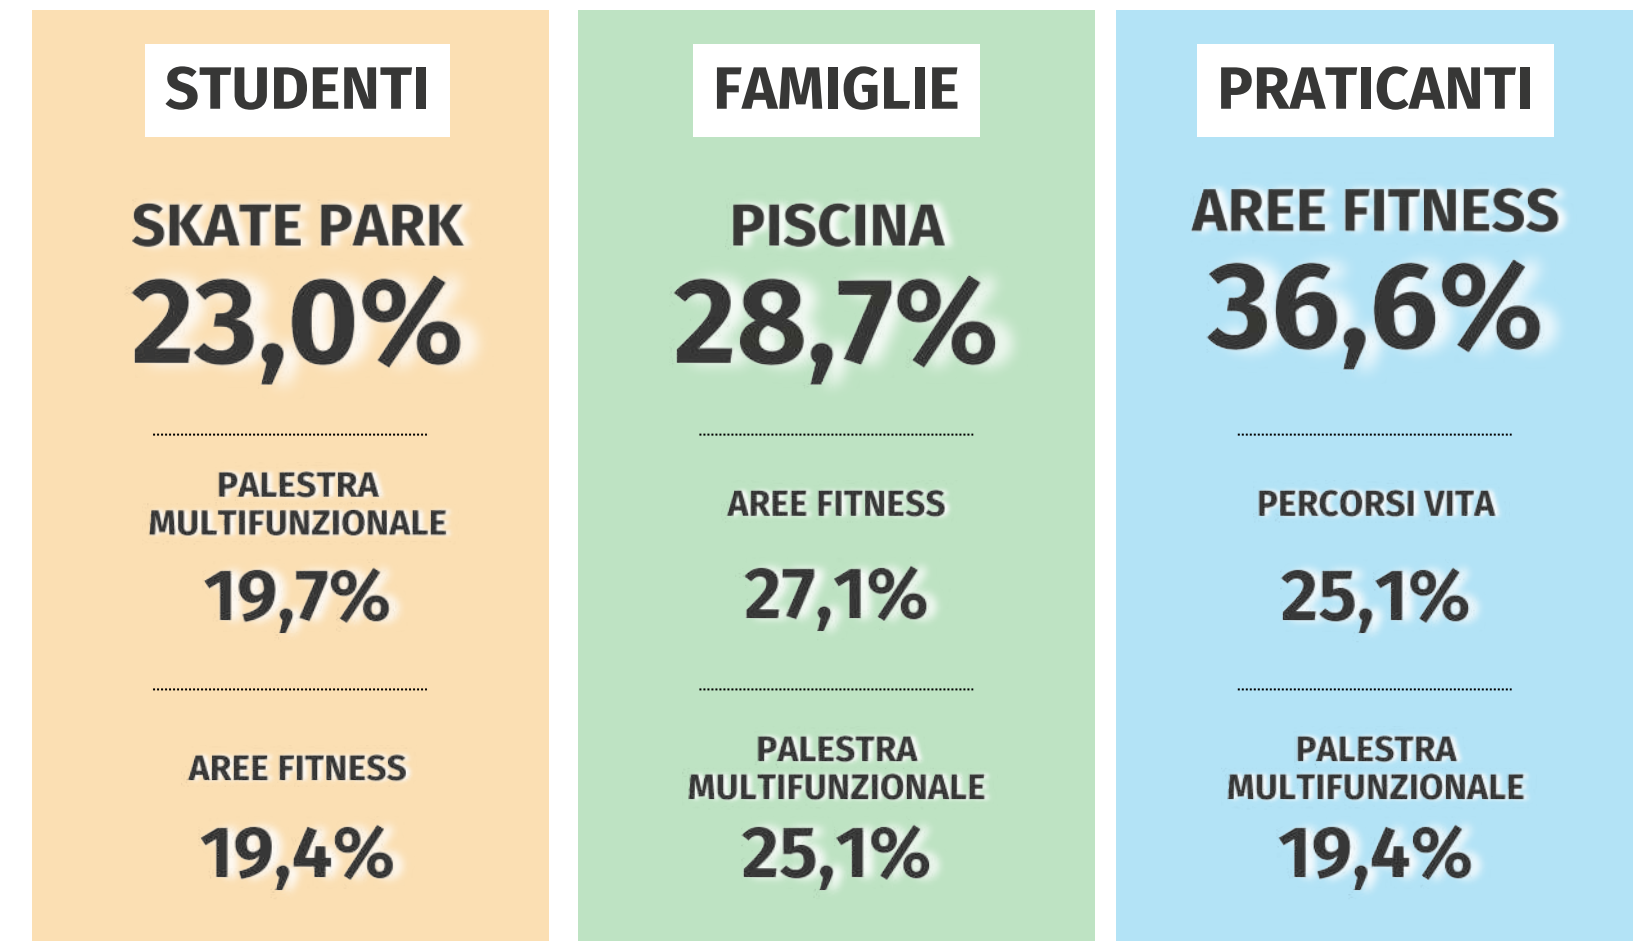 STUDENTI
SKATE PARK
23,0%
PALESTRA
MULTIFUNZIONALE
19,7%
AREE FITNESS
19,4%
FAMIGLIE
PISCINA
28,7%
AREE FITNESS
27,1%
PALESTRA
MULTIFUNZIONALE
25,1%
PRATICANTI
AREE FITNESS
36,6%
PERCORSI VITA
25,1%
PALESTRA
MULTIFUNZIONALE
19,4%